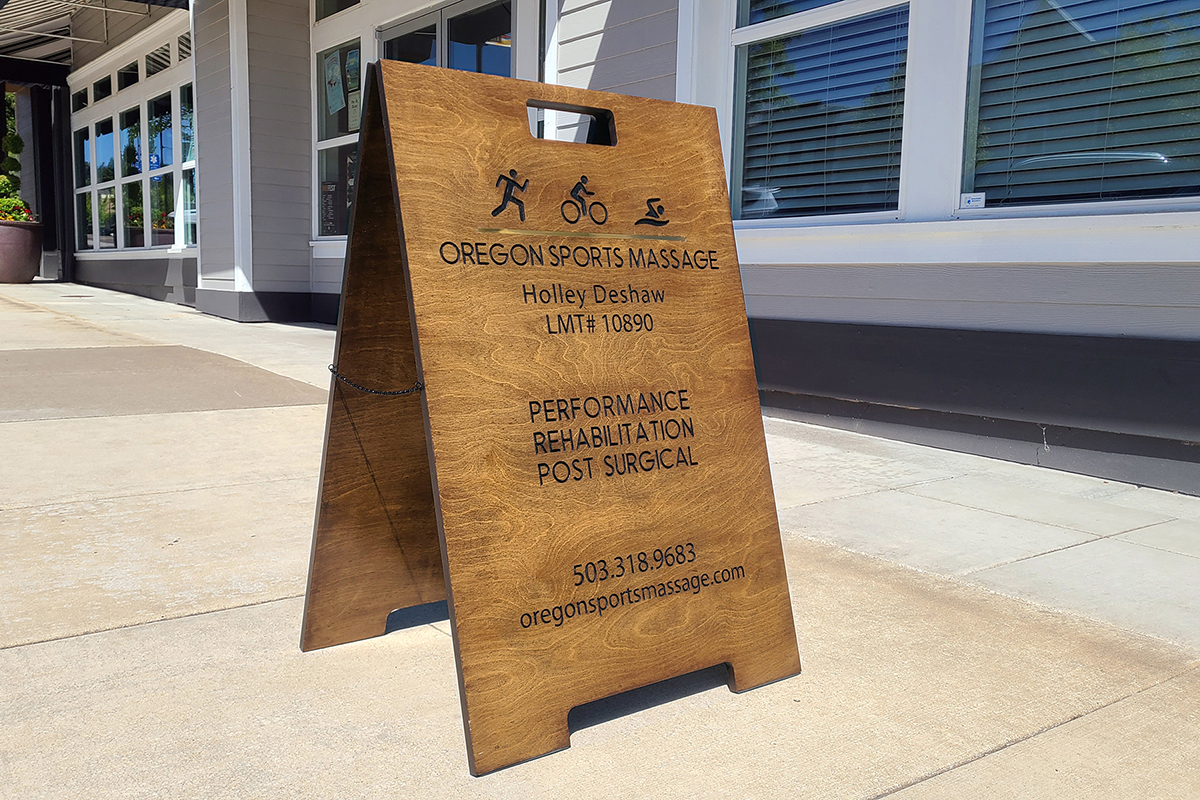 OREGON SPORTS MASSAGE
Holley Deshaw
LMT# 10890
PERFORMANCE
REHABILITATION
POST SURGICAL
503.318.9683
oregonsportsmassage.com